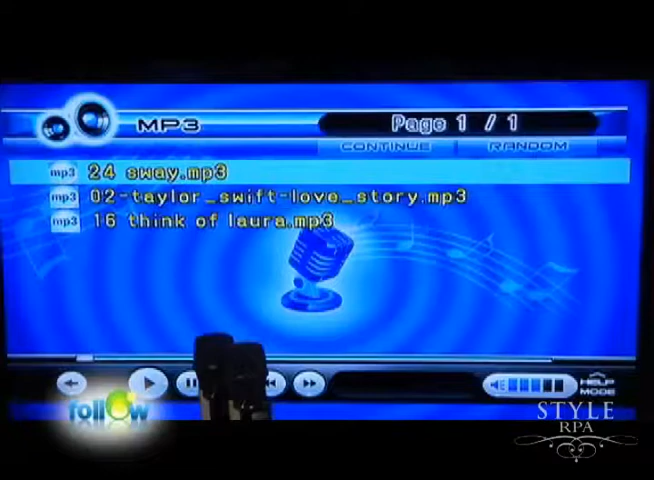 MP3
Page 1 / 1
CONTINUE
RANDOM
mp3 24 sway.mp3
mp3 02-taylor_swift-love_story.mp3
mp3 16 think of laura.mp3
HELP
MODE
follow
STYLE
RPA